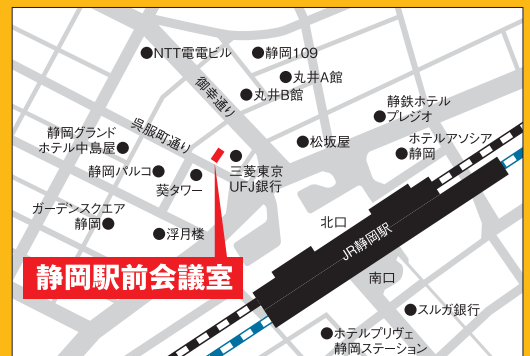 NTT電電ビル
静岡109
丸井A館
御幸通り
丸井B館
静鉄ホテル
プレジオ
呉服町通り
静岡グランド
ホテル中島屋
松坂屋
ホテルアソシア
静岡
静岡パルコ
葵タワー
三菱東京
UFJ銀行
ガーデンスクエア
静岡
浮月楼
北口
JR静岡駅
静岡駅前会議室
南口
スルガ銀行
ホテルプリヴェ
静岡ステーション